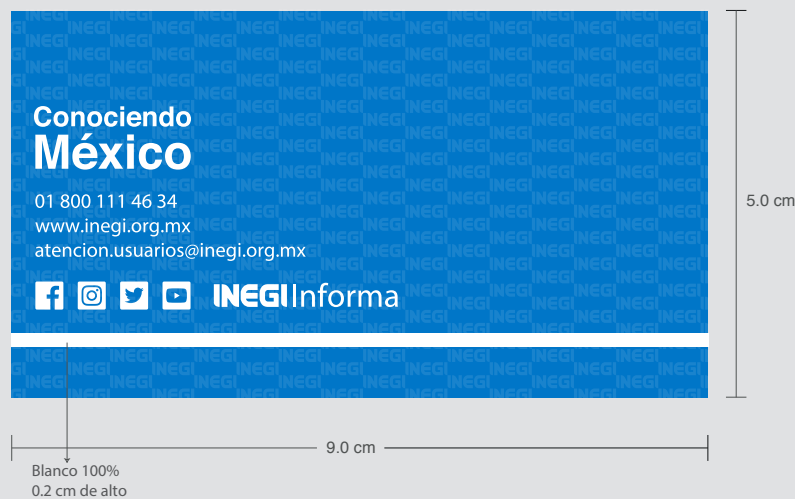 Conociendo
México
01 800 111 46 34
www.inegi.org.mx
atencion.usuarios@inegi.org.mx
INEGI Informa
5.0 cm
9.0 cm
Blanco 100%
0.2 cm de alto